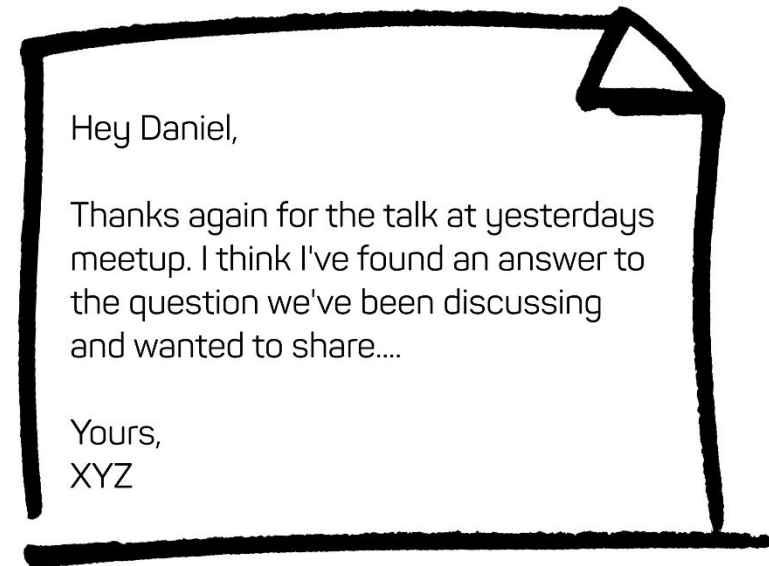 Hey Daniel,
Thanks again for the talk at yesterdays
meetup. I think I've found an answer to
the question we've been discussing
and wanted to share....
Yours,
XYZ